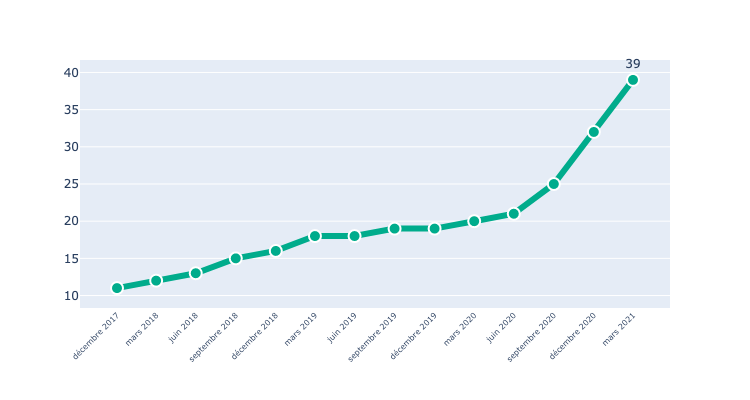 39
40
35
30
25
20
15
10
décembre 2017
mars 2018
juin 2018
septembre 2018
décembre 2018
mars 2019
juin 2019
septembre 2019
décembre 2019
mars 2020
juin 2020
septembre 2020
décembre 2020
mars 2021